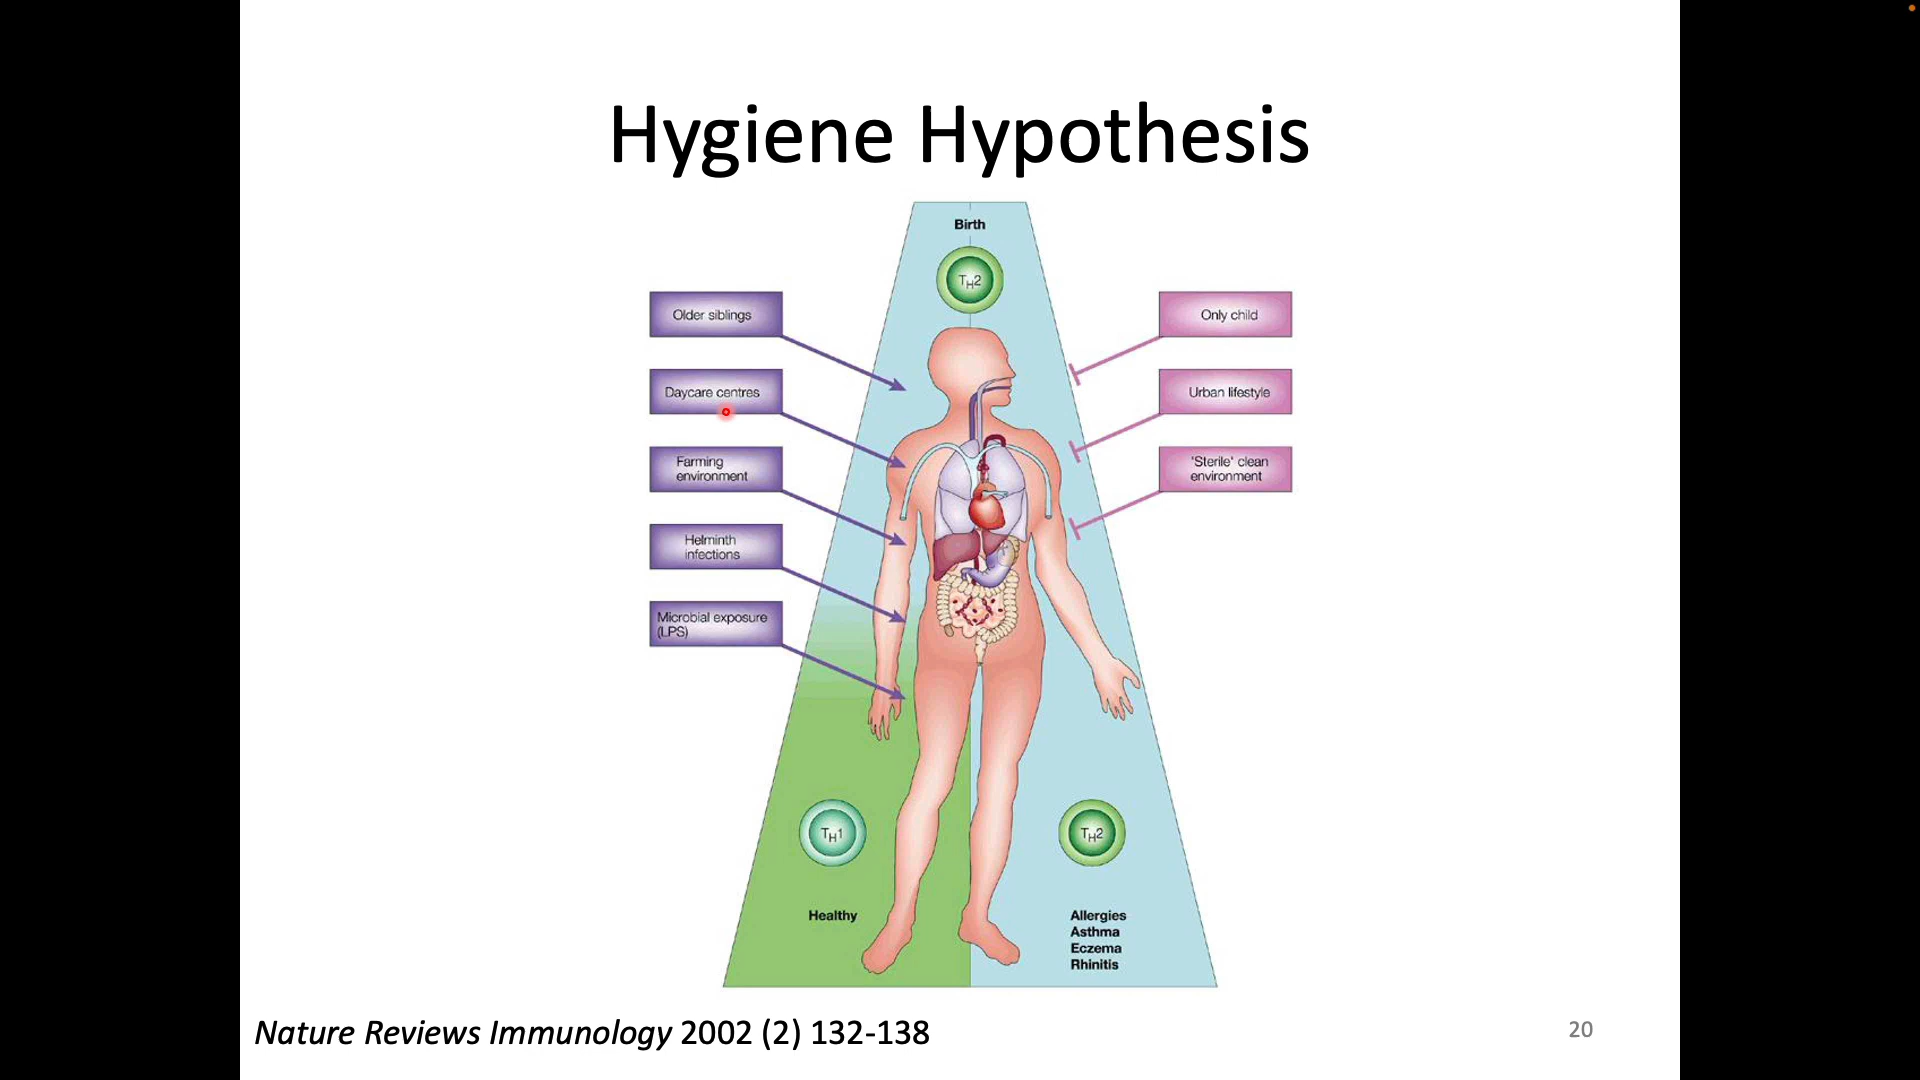 Hygiene Hypothesis
Birth
TH2
Older siblings
Daycare centres
Farming
environment
Helminth
infections
Microbial exposure
(LPS)
Only child
Urban lifestyle
'Sterile' clean
environment
TH1
Healthy
TH2
Allergies
Asthma
Eczema
Rhinitis
Nature Reviews Immunology 2002 (2) 132-138
20